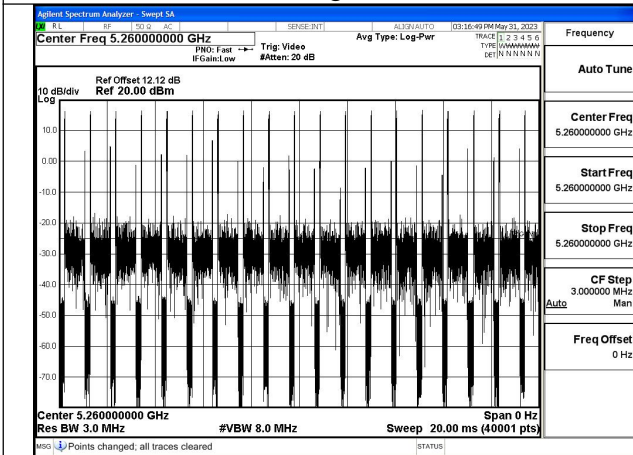 Agilent Spectrum Analyzer - Swept SA
RL RF 50 Ω AC SENSE:INT ALIGN AUTO 03:16:49 PM May 31, 2023
Center Freq 5.260000000 GHz
PNO: Fast
IFGain:Low
Trig: Video
#Atten: 20 dB
Avg Type: Log-Pwr
TRACE 1 2 3 4 5 6
TYPE
DET N N N N N N
Frequency
Auto Tune
Center Freq
5.260000000 GHz
Start Freq
5.260000000 GHz
Stop Freq
5.260000000 GHz
CF Step
3.000000 MHz
Auto Man
Freq Offset
0 Hz
Ref Offset 12.12 dB
10 dB/div Ref 20.00 dBm
Log
10.0
0.00
-10.0
-20.0
-30.0
-40.0
-50.0
-60.0
-70.0
Center 5.260000000 GHz Span 0 Hz
Res BW 3.0 MHz #VBW 8.0 MHz Sweep 20.00 ms (40001 pts)
MSG Points changed; all traces cleared STATUS